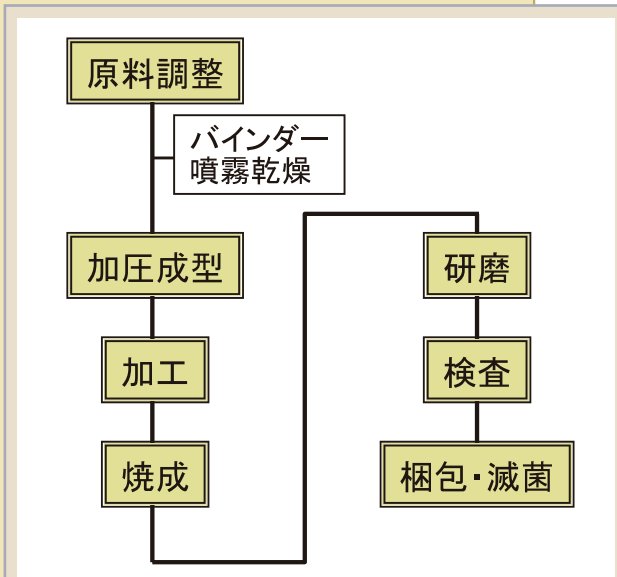 原料調整
バインダー
噴霧乾燥
加圧成型
加工
焼成
研磨
検査
梱包・滅菌